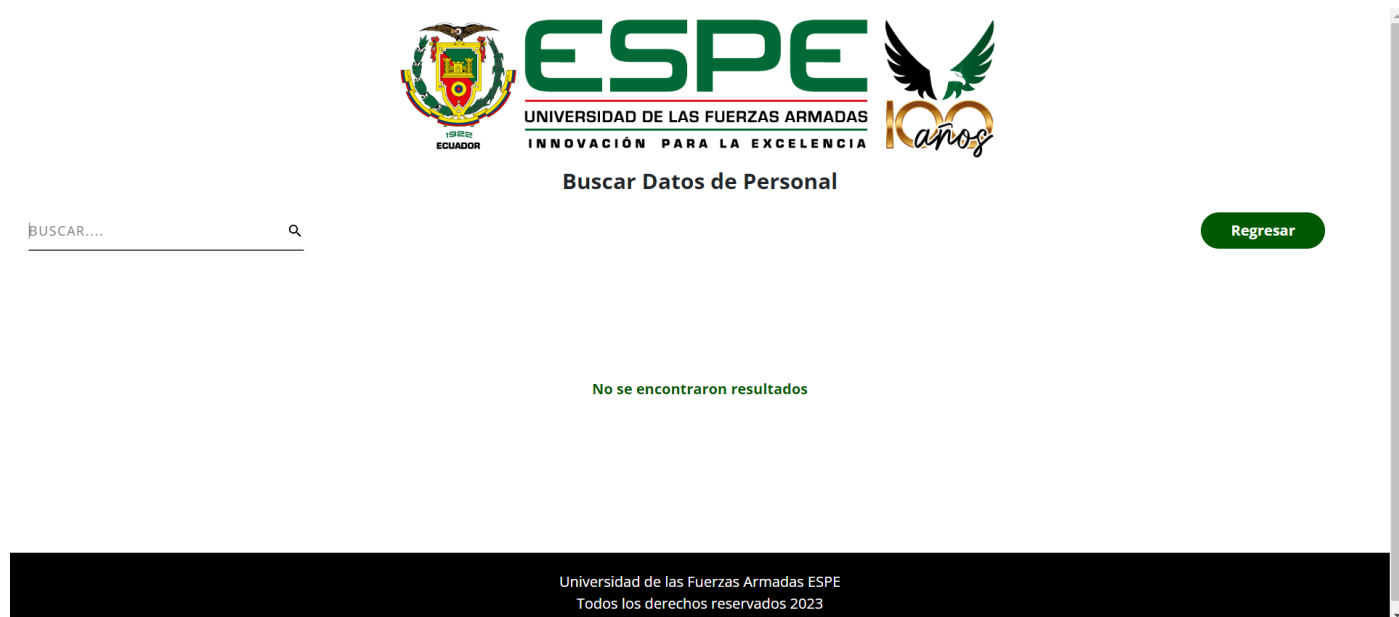 ESPE
UNIVERSIDAD DE LAS FUERZAS ARMADAS
INNOVACIÓN PARA LA EXCELENCIA
1922
ECUADOR
100
años
Buscar Datos de Personal
BUSCAR....
Regresar
No se encontraron resultados
Universidad de las Fuerzas Armadas ESPE
Todos los derechos reservados 2023